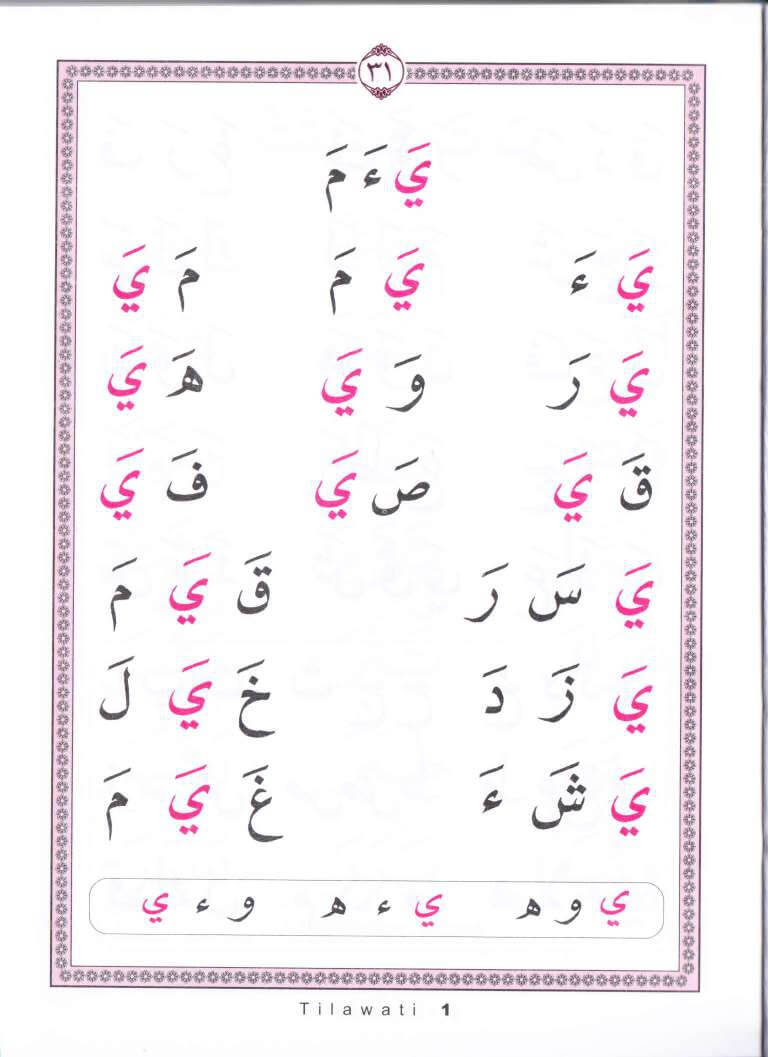 ٣١
يَ ءَ مَ
يَ ءَ يَ مَ مَ يَ
يَ رَ وَ يَ هَ يَ
قَ يَ صَ يَ فَ يَ
يَ سَ رَ قَ يَ مَ
يَ زَ دَ خَ يَ لَ
يَ شَ ءَ غَ يَ مَ
ي و ه ي ء ه و ء ي
Tilawati 1